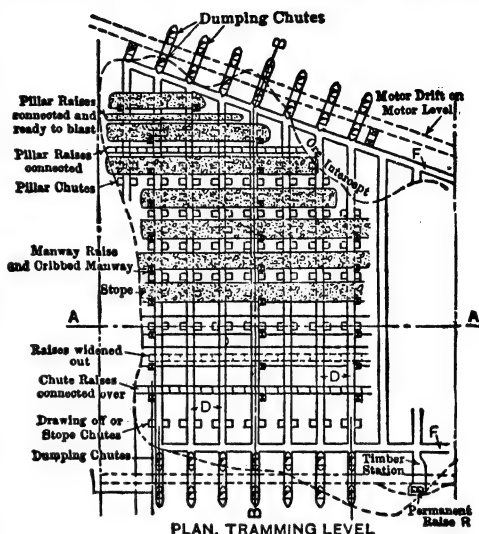 Dumping Chutes
B
Pillar Raises
connected and
ready to blast
Motor Drift on
Motor Level
Ore Intercept
F
Pillar Raises
connected
Pillar Chutes
Manway Raise
and Cribbed Manway
Stope
A
A
Raises widened
out
Chute Raises
connected over
D
D
Drawing off or
Stope Chutes
F
Dumping Chutes
Timber
Station
B
Permanent
Raise R
PLAN, TRAMMING LEVEL